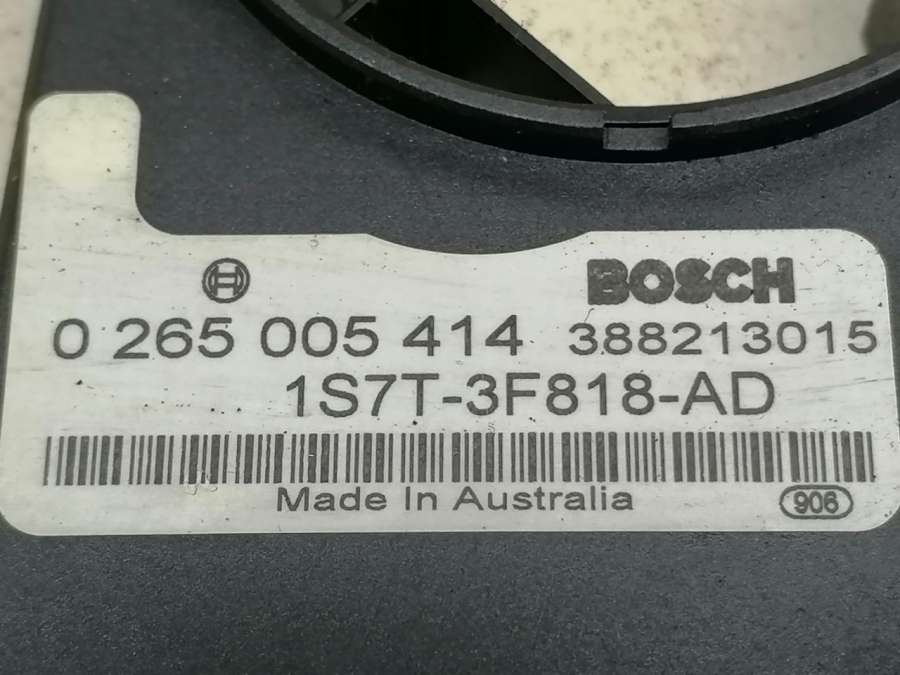 BOSCH
0 265 005 414 388213015
1S7T-3F818-AD
Made In Australia
906